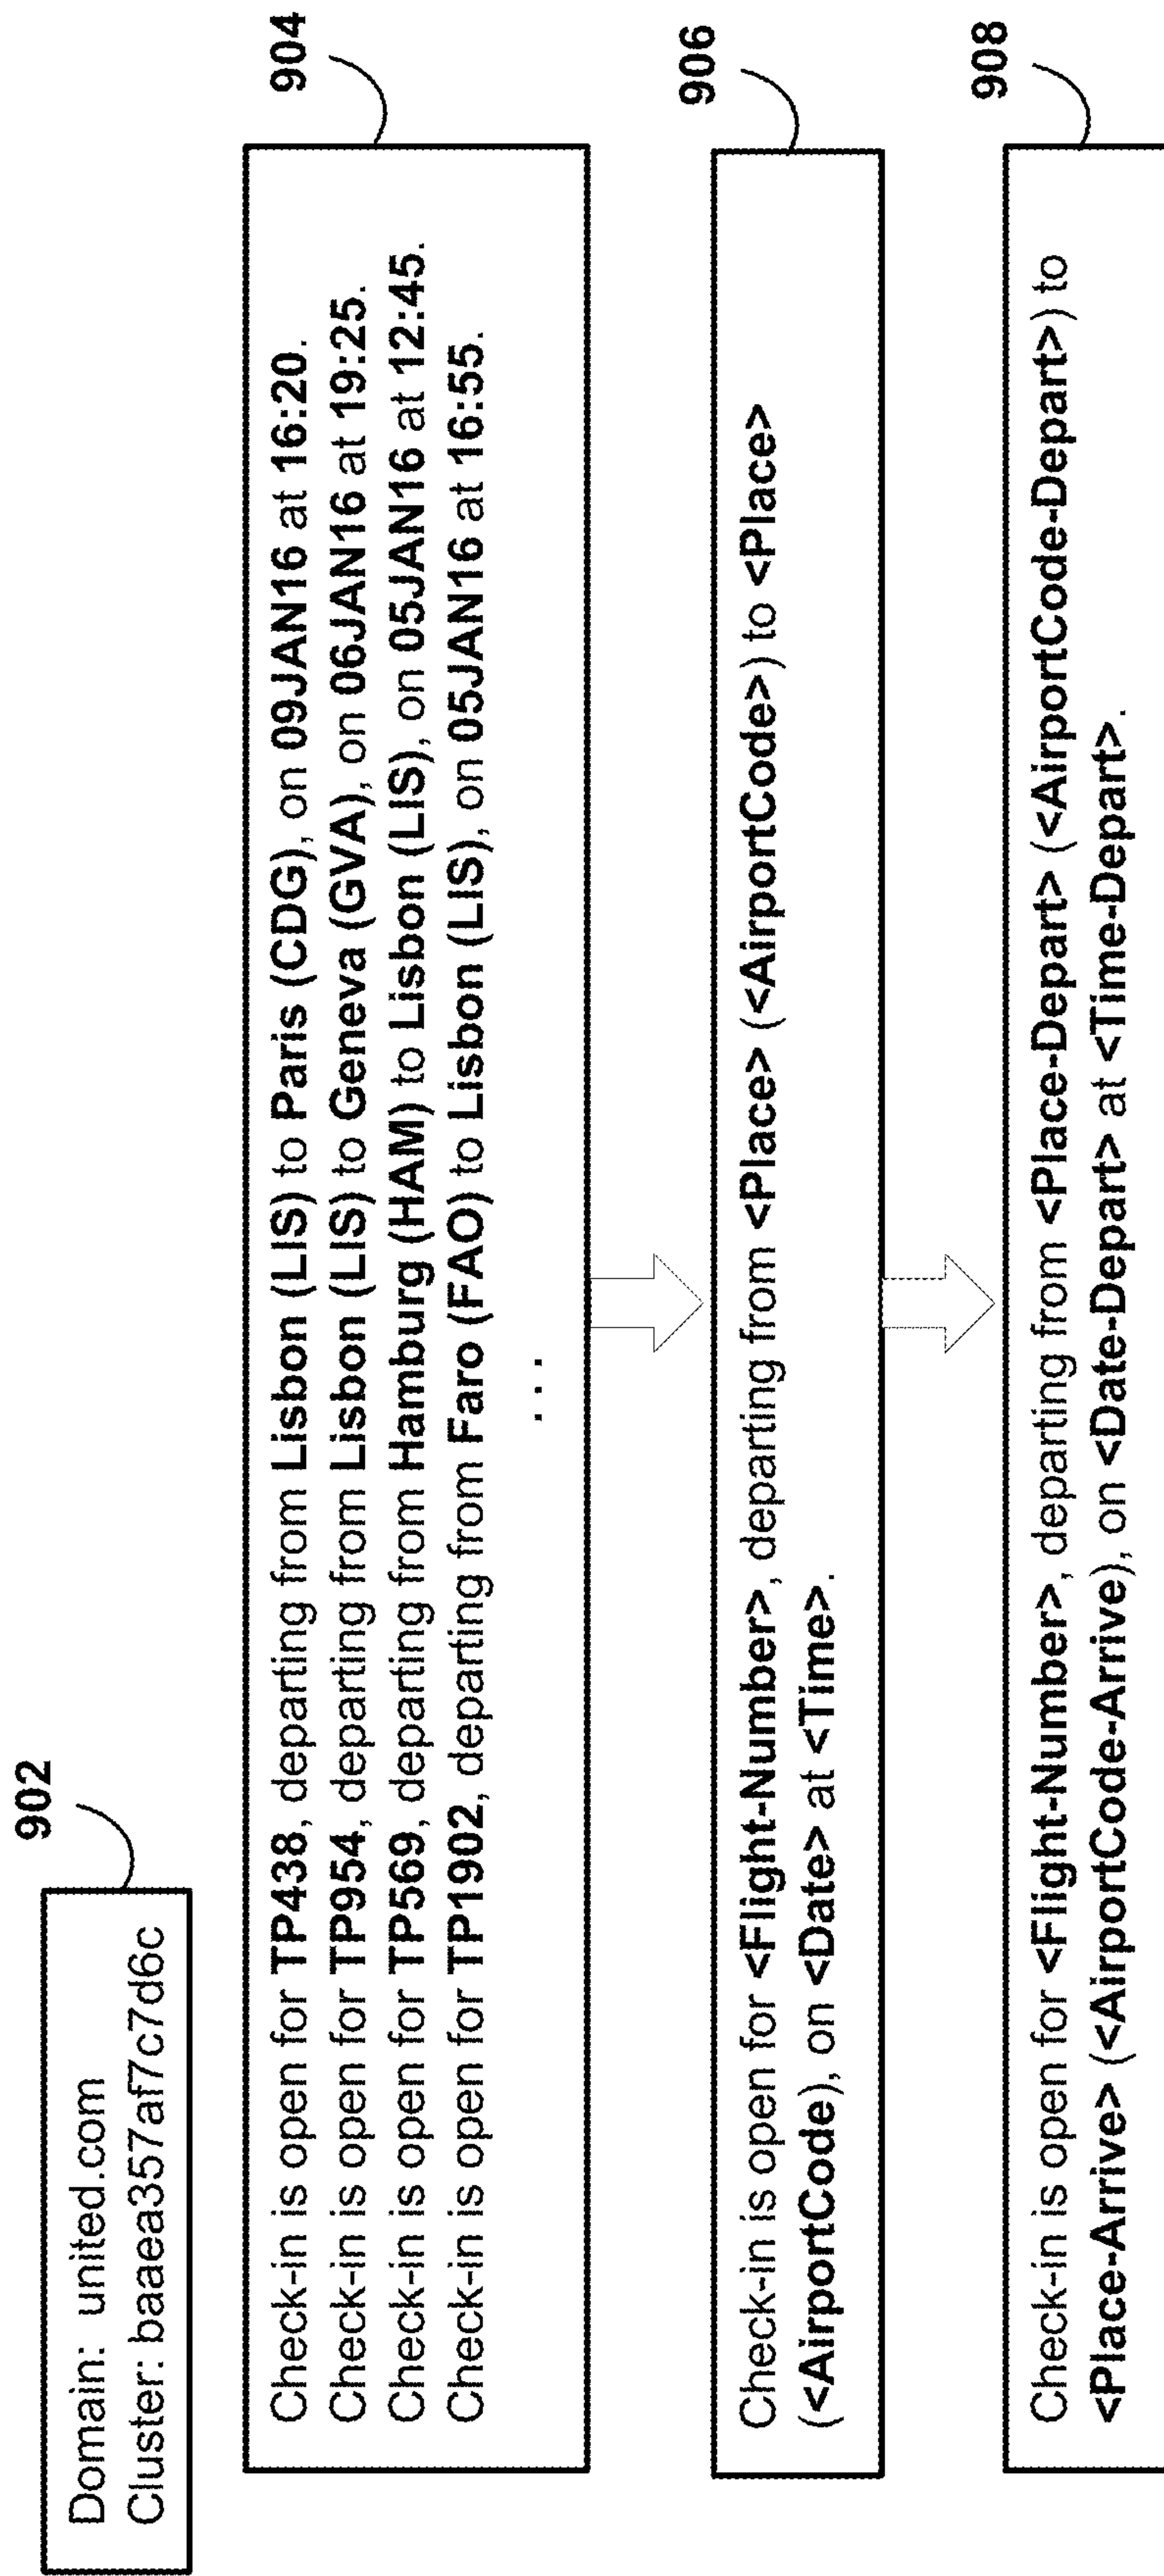 902
Domain: united.com
Cluster: baaea357af7c7d6c
904
Check-in is open for TP438, departing from Lisbon (LIS) to Paris (CDG), on 09JAN16 at 16:20.
Check-in is open for TP954, departing from Lisbon (LIS) to Geneva (GVA), on 06JAN16 at 19:25.
Check-in is open for TP569, departing from Hamburg (HAM) to Lisbon (LIS), on 05JAN16 at 12:45.
Check-in is open for TP1902, departing from Faro (FAO) to Lisbon (LIS), on 05JAN16 at 16:55.
...
906
Check-in is open for <Flight-Number>, departing from <Place> (<AirportCode>) to <Place>
(<AirportCode), on <Date> at <Time>.
908
Check-in is open for <Flight-Number>, departing from <Place-Depart> (<AirportCode-Depart>) to
<Place-Arrive> (<AirportCode-Arrive), on <Date-Depart> at <Time-Depart>.